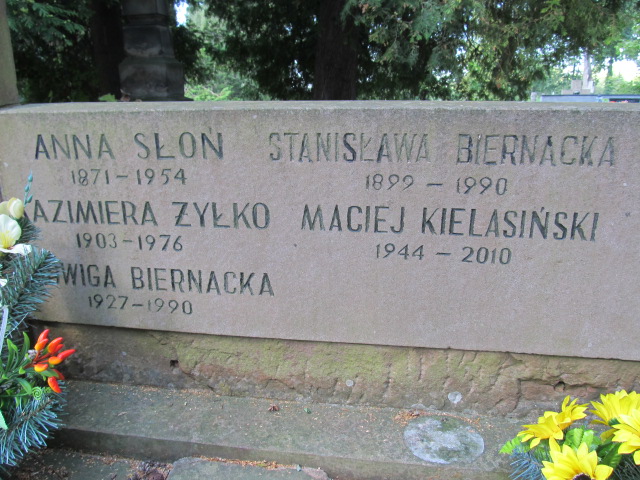 ANNA SŁOŃ
1871-1954
AZIMIERA ŻYŁKO
1903-1976
WIGA BIERNACKA
1927-1990
STANISŁAWA BIERNACKA
1899-1990
MACIEJ KIELASIŃSKI
1944-2010